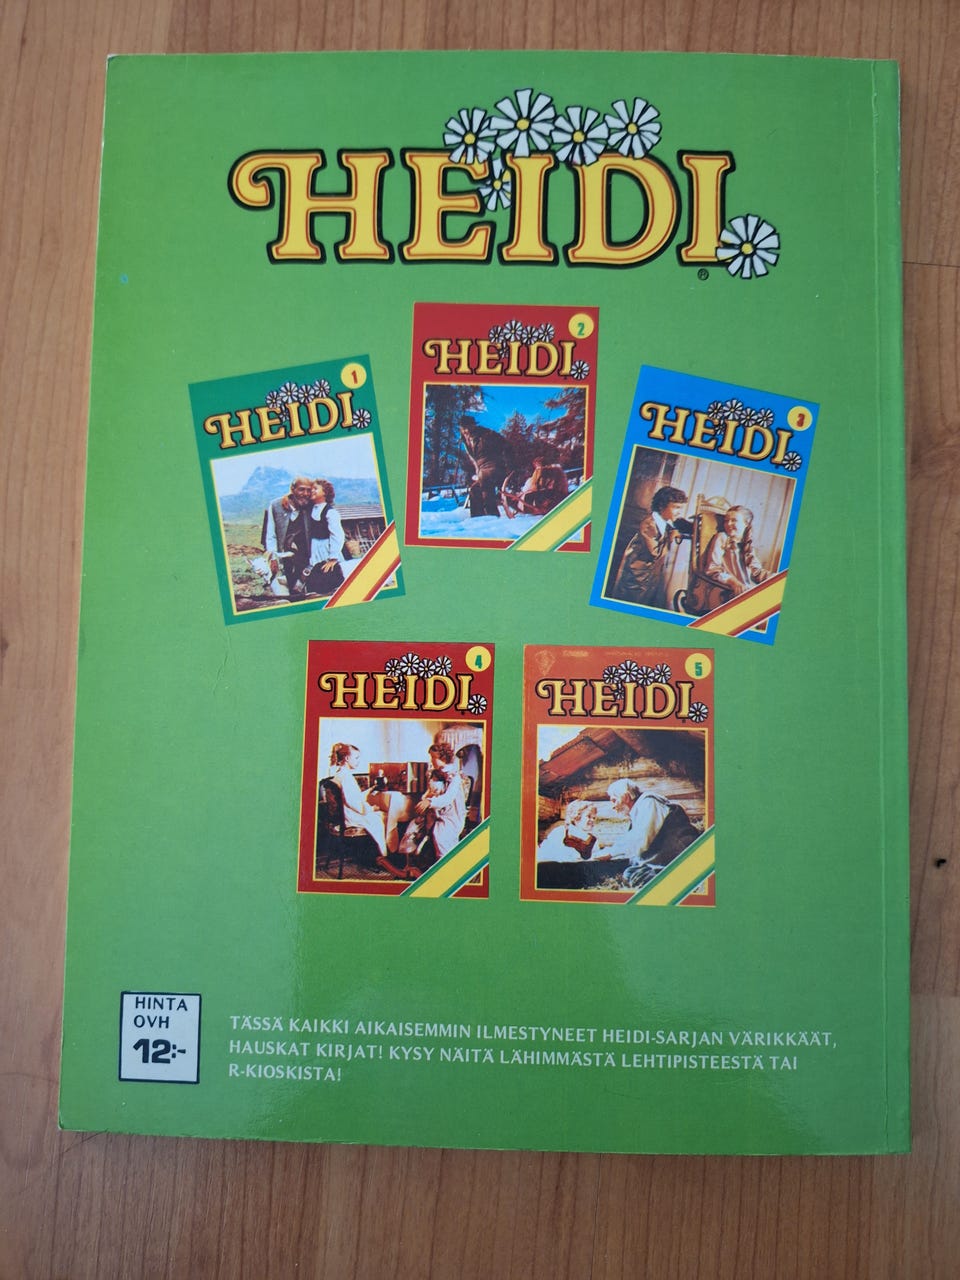 HEIDI
®
2
HEIDI
1
HEIDI
3
HEIDI
4
HEIDI
5
HEIDI
HINTA
OVH
12:-
TÄSSÄ KAIKKI AIKAISEMMIN ILMESTYNEET HEIDI-SARJAN VÄRIKKÄÄT,
HAUSKAT KIRJAT! KYSY NÄITÄ LÄHIMMÄSTÄ LEHTIPISTEESTÄ TAI
R-KIOSKISTA!